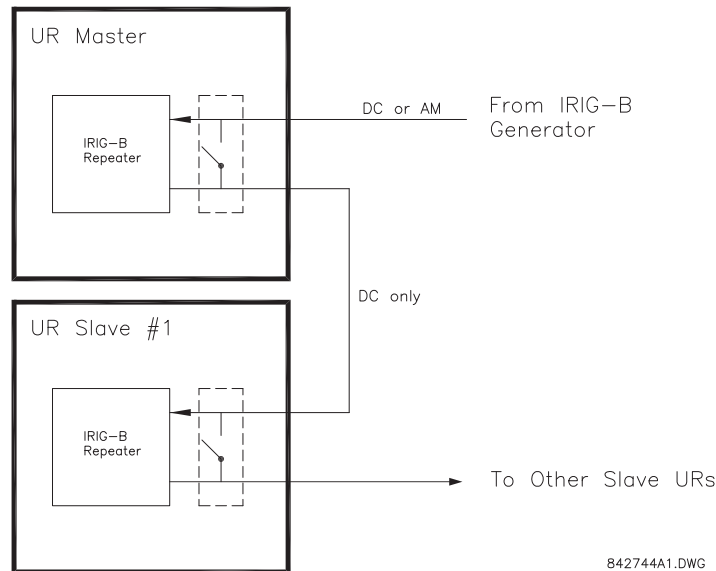 UR Master
DC or AM
From IRIG-B
Generator
IRIG-B
Repeater
DC only
UR Slave #1
IRIG-B
Repeater
To Other Slave URs
842744A1.DWG